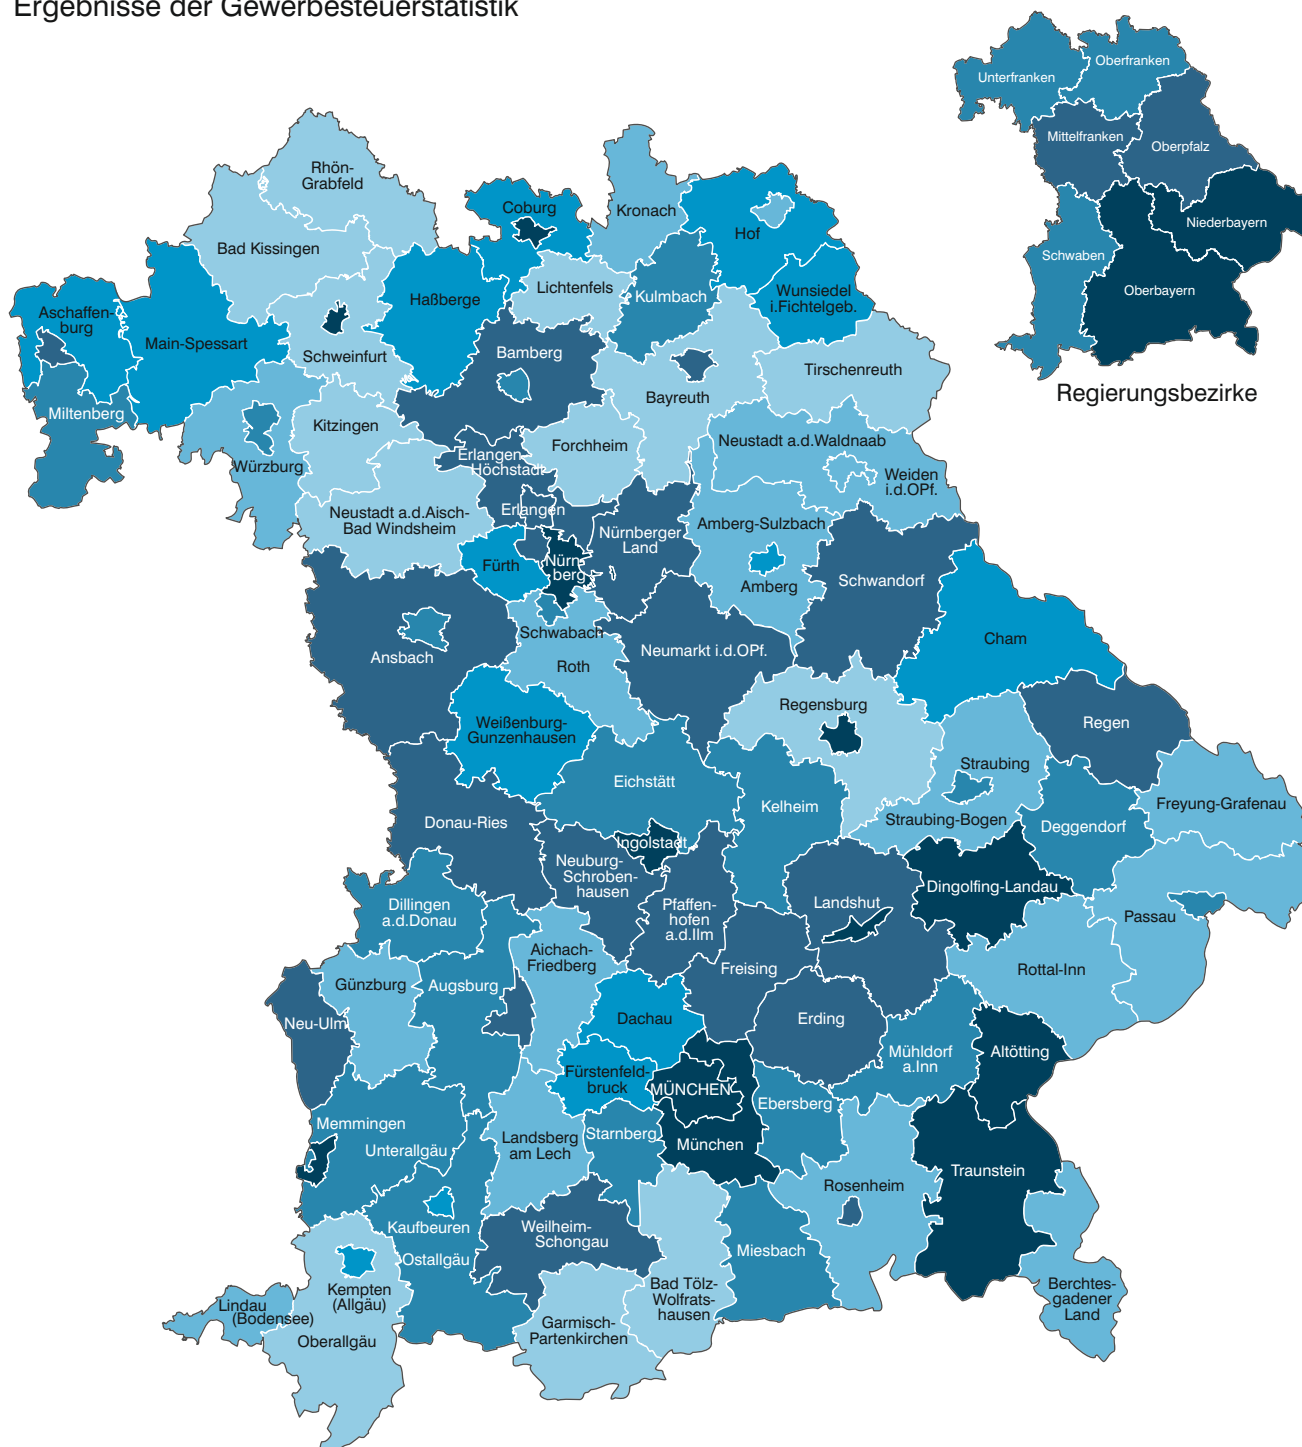 Ergebnisse der Gewerbesteuerstatistik
Unterfranken
Oberfranken
Mittelfranken
Oberpfalz
Niederbayern
Schwaben
Oberbayern
Regierungsbezirke
Rhön-
Grabfeld
Bad Kissingen
Coburg
Kronach
Hof
Aschaffen-
burg
Main-Spessart
Haßberge
Lichtenfels
Kulmbach
Wunsiedel
i.Fichtelgeb.
Schweinfurt
Bamberg
Tirschenreuth
Bayreuth
Miltenberg
Kitzingen
Forchheim
Neustadt a.d.Waldnaab
Würzburg
Erlangen-
Höchstadt
Weiden
i.d.OPf.
Neustadt a.d.Aisch-
Bad Windsheim
Erlangen
Nürnberger
Land
Amberg-Sulzbach
Fürth
Nürn-
berg
Amberg
Schwandorf
Cham
Schwabach
Ansbach
Roth
Neumarkt i.d.OPf.
Weißenburg-
Gunzenhausen
Regensburg
Regen
Eichstätt
Straubing
Kelheim
Freyung-Grafenau
Donau-Ries
Straubing-Bogen
Deggendorf
Ingolstadt
Neuburg-
Schroben-
hausen
Dingolfing-Landau
Dillingen
a.d.Donau
Pfaffen-
hofen
a.d.Ilm
Landshut
Passau
Aichach-
Friedberg
Freising
Rottal-Inn
Günzburg
Augsburg
Neu-Ulm
Dachau
Erding
Mühldorf
a.Inn
Altötting
Fürstenfeld-
bruck
MÜNCHEN
Ebersberg
Memmingen
Unterallgäu
Landsberg
am Lech
Starnberg
München
Traunstein
Rosenheim
Kaufbeuren
Weilheim-
Schongau
Ostallgäu
Miesbach
Kempten
(Allgäu)
Bad Tölz-
Wolfrats-
hausen
Berchtes-
gadener
Land
Lindau
(Bodensee)
Oberallgäu
Garmisch-
Partenkirchen